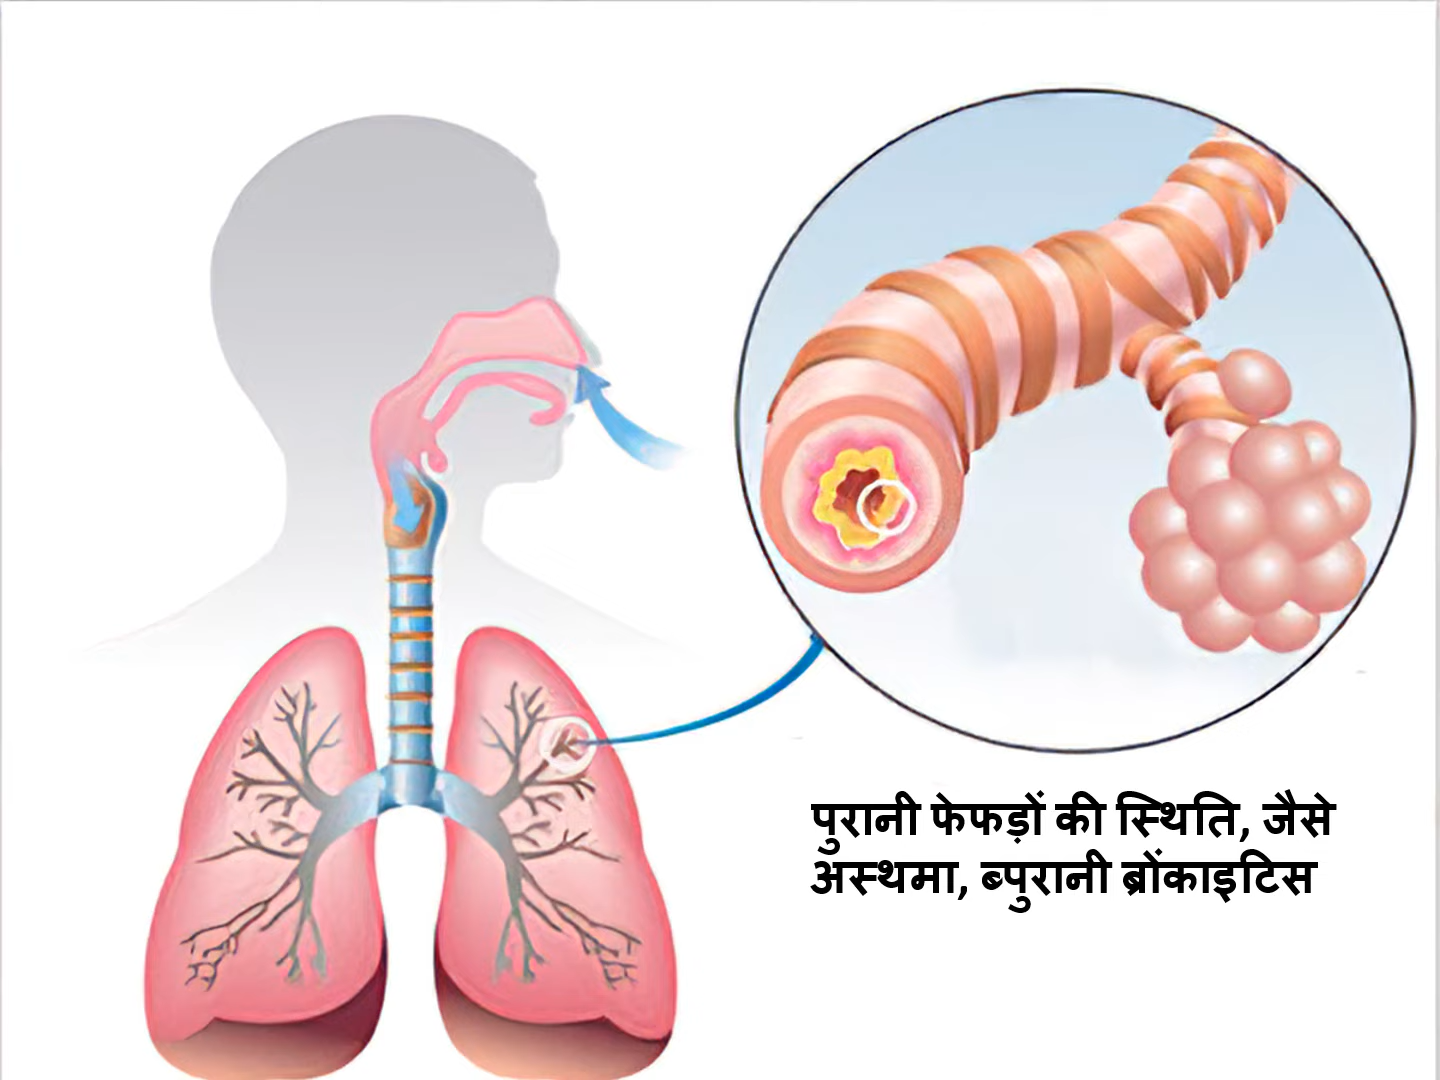 पुरानी फेफड़ों की स्थिति, जैसे
अस्थमा, ब्पुरानी ब्रोंकाइटिस